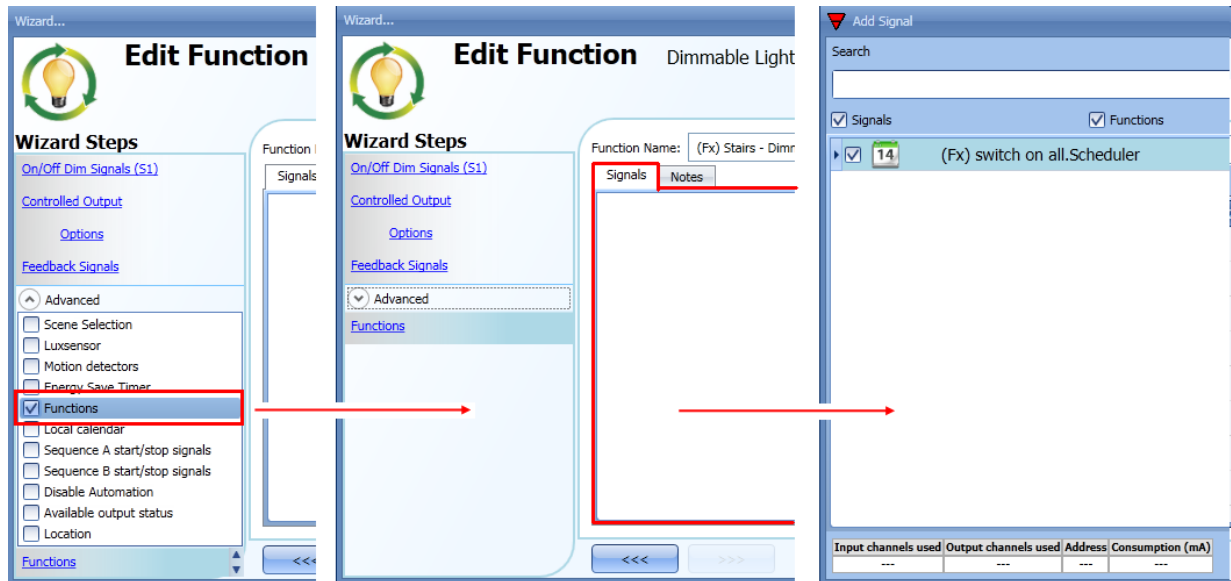 Wizard...
Edit Function
Wizard Steps
On/Off Dim Signals (S1)
Controlled Output
Options
Feedback Signals
Advanced
Scene Selection
Luxsensor
Motion detectors
Energy Save Timer
Functions
Local calendar
Sequence A start/stop signals
Sequence B start/stop signals
Disable Automation
Available output status
Location
Functions
Function
Signals
<<<
Wizard...
Edit Function Dimmable Light
Wizard Steps
On/Off Dim Signals (S1)
Controlled Output
Options
Feedback Signals
Advanced
Functions
Function Name: (Fx) Stairs - Dimm
Signals Notes
<<< >>>
Add Signal
Search
Signals Functions
14 (Fx) switch on all.Scheduler
Input channels used Output channels used Address Consumption (mA)
--- --- --- ---